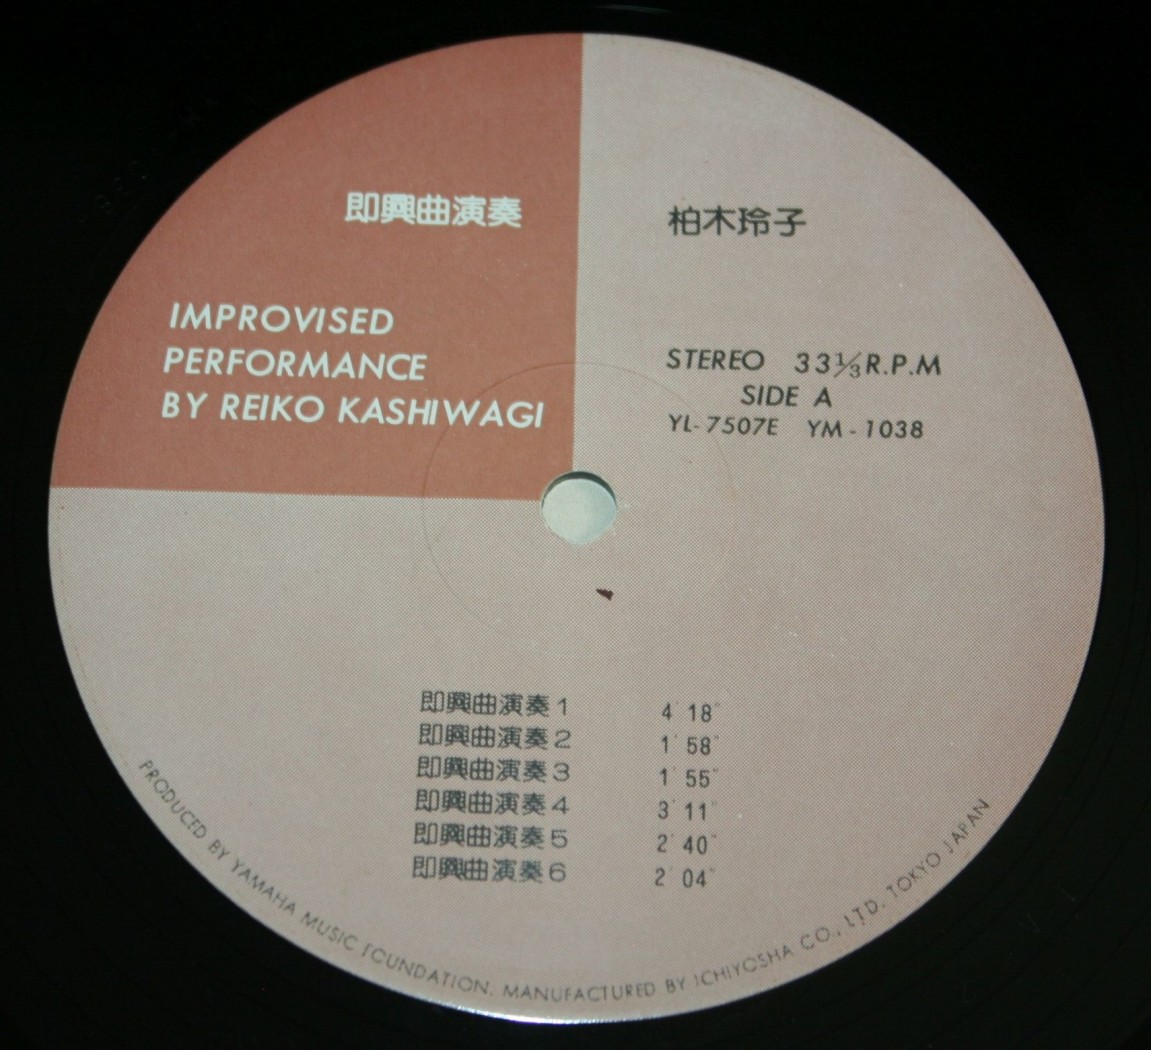 即興曲演奏
IMPROVISED
PERFORMANCE
BY REIKO KASHIWAGI
柏木玲子
STEREO 33⅓R.P.M
SIDE A
YL-7507E YM-1038
即興曲演奏1 4'18"
即興曲演奏2 1'58"
即興曲演奏3 1'55"
即興曲演奏4 3'11"
即興曲演奏5 2'40"
即興曲演奏6 2'04"
PRODUCED BY YAMAHA MUSIC FOUNDATION. MANUFACTURED BY ICHIYOSHA CO., LTD. TOKYO JAPAN